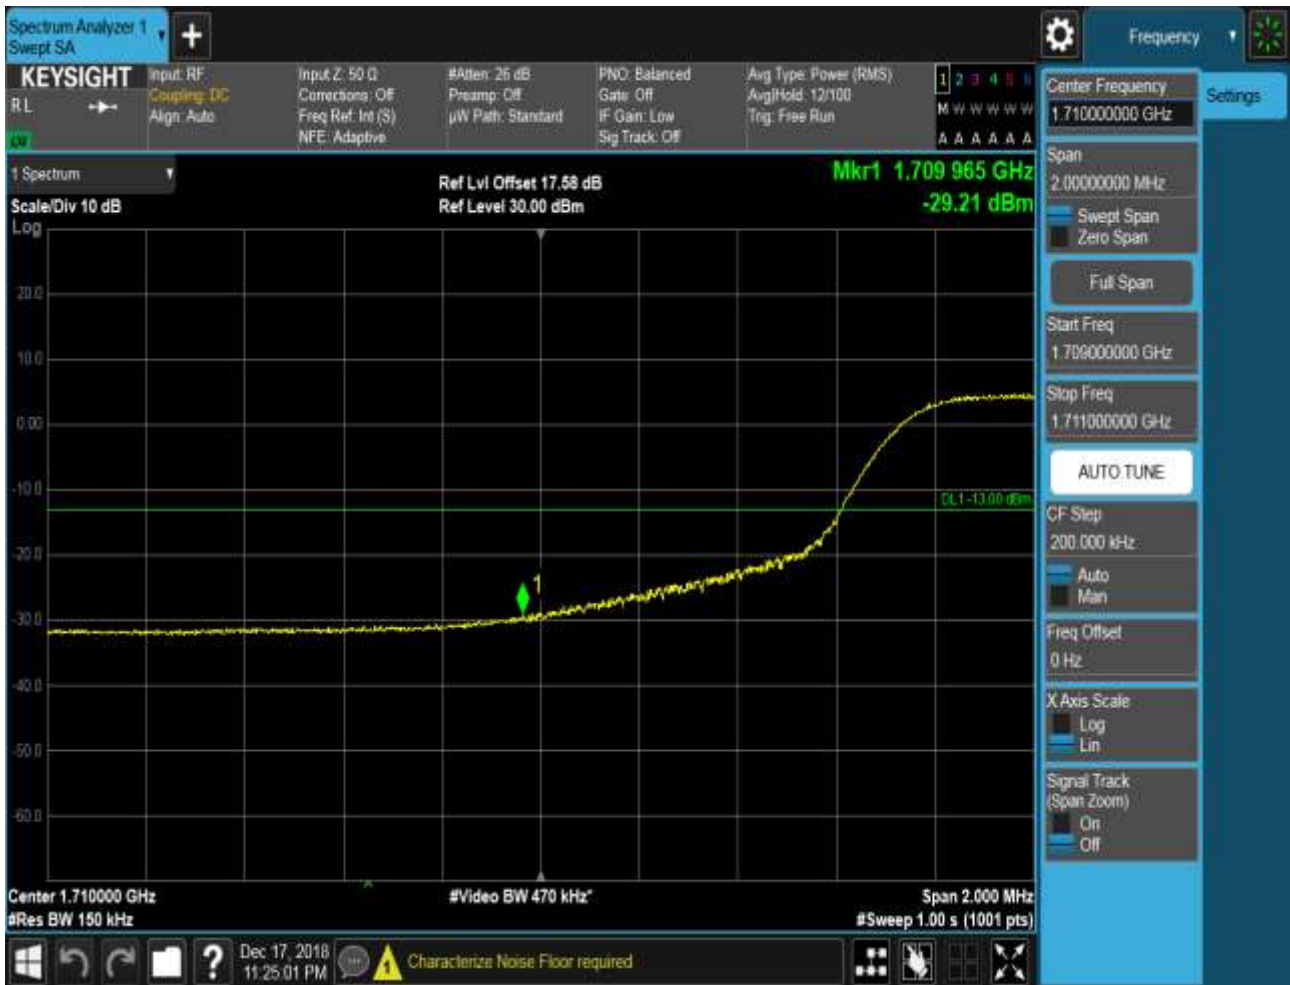 Spectrum Analyzer 1
Swept SA
Frequency
KEYSIGHT
R L
Input: RF
Coupling: DC
Align: Auto
Input Z: 50 Ω
Corrections: Off
Freq Ref: Int (S)
NFE: Adaptive
#Atten: 26 dB
Preamp: Off
µW Path: Standard
PNO: Balanced
Gate: Off
IF Gain: Low
Sig Track: Off
Avg Type: Power (RMS)
Avg|Hold: 12/100
Trig: Free Run
1 2 3 4 5 6
M W W W W W
A A A A A A
1 Spectrum
Scale/Div 10 dB
Log
Ref Lvl Offset 17.58 dB
Ref Level 30.00 dBm
Mkr1 1.709 965 GHz
-29.21 dBm
20.0
10.0
0.00
-10.0
-20.0
-30.0
-40.0
-50.0
-60.0
DL1 -13.00 dBm
1
Center 1.710000 GHz
#Res BW 150 kHz
#Video BW 470 kHz*
Span 2.000 MHz
#Sweep 1.00 s (1001 pts)
Center Frequency
1.710000000 GHz
Settings
Span
2.00000000 MHz
Swept Span
Zero Span
Full Span
Start Freq
1.709000000 GHz
Stop Freq
1.711000000 GHz
AUTO TUNE
CF Step
200.000 kHz
Auto
Man
Freq Offset
0 Hz
X Axis Scale
Log
Lin
Signal Track
(Span Zoom)
On
Off
Dec 17, 2018
11:25:01 PM
Characterize Noise Floor required